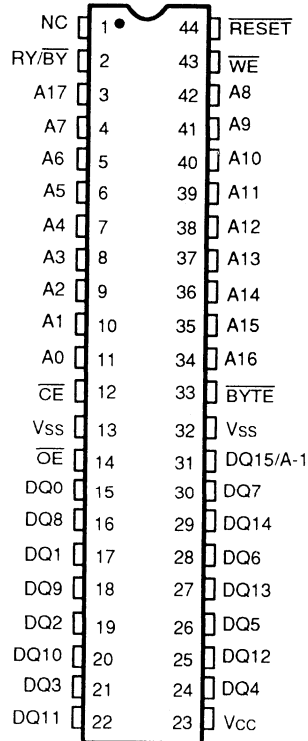 NC 1 44 RESET
RY/BY 2 43 WE
A17 3 42 A8
A7 4 41 A9
A6 5 40 A10
A5 6 39 A11
A4 7 38 A12
A3 8 37 A13
A2 9 36 A14
A1 10 35 A15
A0 11 34 A16
CE 12 33 BYTE
VSS 13 32 VSS
OE 14 31 DQ15/A-1
DQ0 15 30 DQ7
DQ8 16 29 DQ14
DQ1 17 28 DQ6
DQ9 18 27 DQ13
DQ2 19 26 DQ5
DQ10 20 25 DQ12
DQ3 21 24 DQ4
DQ11 22 23 VCC